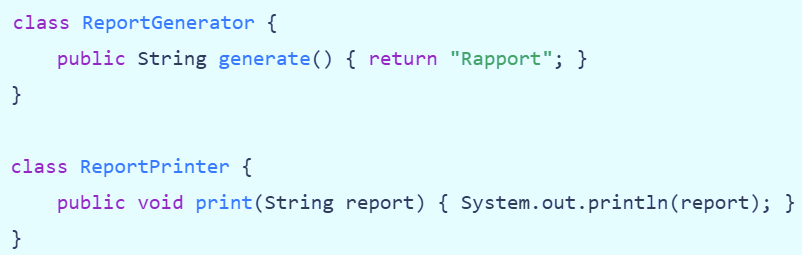 class ReportGenerator {
    public String generate() { return "Rapport"; }
}

class ReportPrinter {
    public void print(String report) { System.out.println(report); }
}